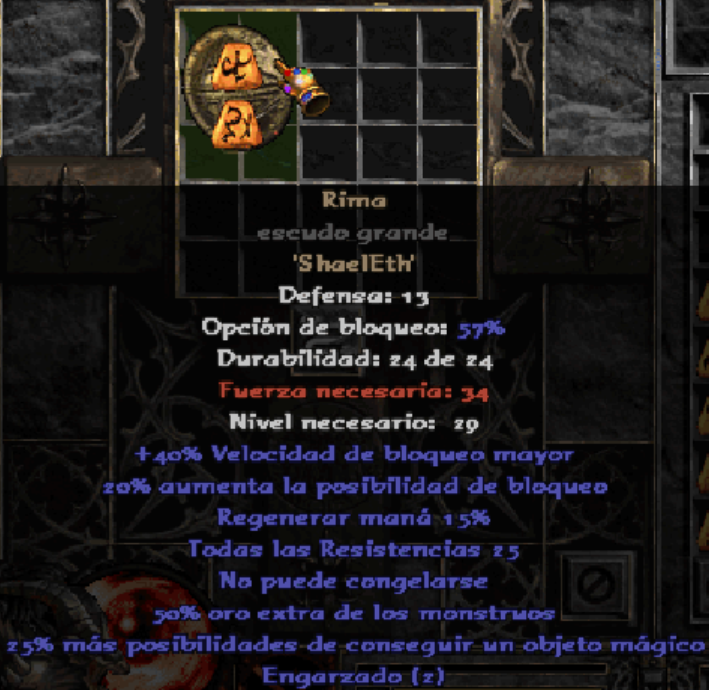 Rima
escudo grande
'ShaelEth'
Defensa: 13
Opción de bloqueo: 57%
Durabilidad: 24 de 24
Fuerza necesaria: 34
Nivel necesario: 29
+40% Velocidad de bloqueo mayor
20% aumenta la posibilidad de bloqueo
Regenerar maná 15%
Todas las Resistencias 25
No puede congelarse
50% oro extra de los monstruos
25% más posibilidades de conseguir un objeto mágico
Engarzado (2)